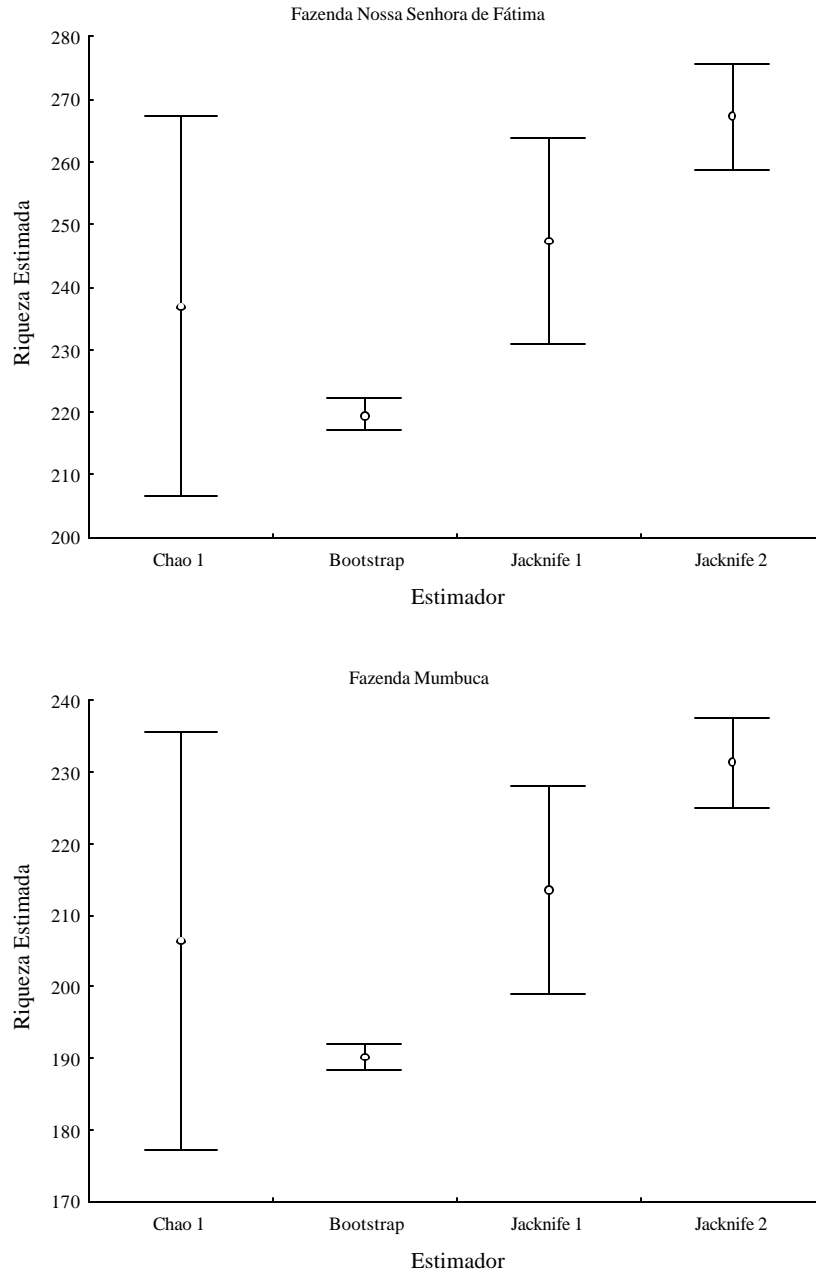 Fazenda Nossa Senhora de Fátima
280
270
260
250
240
230
220
210
200
Riqueza Estimada
Chao 1 Bootstrap Jacknife 1 Jacknife 2
Estimador
Fazenda Mumbuca
240
230
220
210
200
190
180
170
Riqueza Estimada
Chao 1 Bootstrap Jacknife 1 Jacknife 2
Estimador